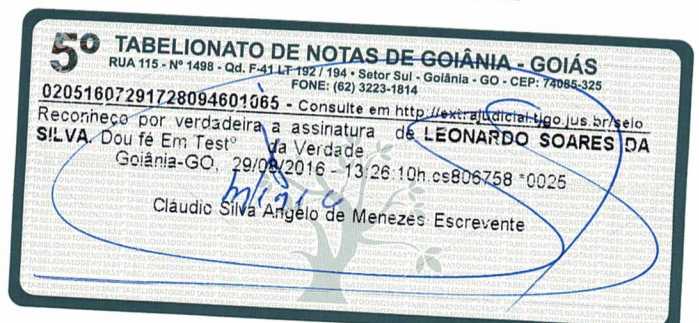 5º TABELIONATO DE NOTAS DE GOIÂNIA - GOIÁS
RUA 115 - Nº 1498 - Qd. F-41 LT 192 / 194 • Setor Sul - Goiânia - GO - CEP: 74085-325
FONE: (62) 3223-1814
02051607291728094601065 - Consulte em http://extrajudicial.tjgo.jus.br/selo
Reconheço por verdadeira a assinatura de LEONARDO SOARES DA
SILVA. Dou fé Em Testº da Verdade
Goiânia-GO, 29/08/2016 - 13:26:10h cs806758 *0025
Cláudio Silva Angelo de Menezes Escrevente